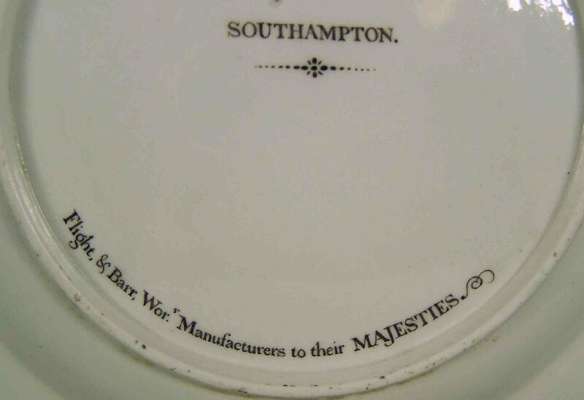 SOUTHAMPTON.
Flight, & Barr, Wor.r Manufacturers to their MAJESTIES.